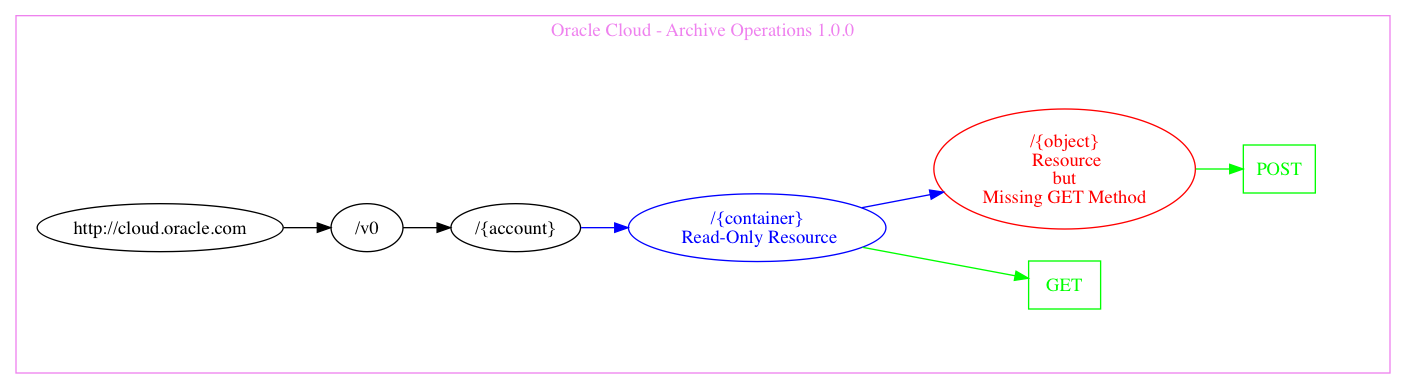 Oracle Cloud - Archive Operations 1.0.0
http://cloud.oracle.com
/v0
/{account}
/{container}
Read-Only Resource
/{object}
Resource
but
Missing GET Method
POST
GET